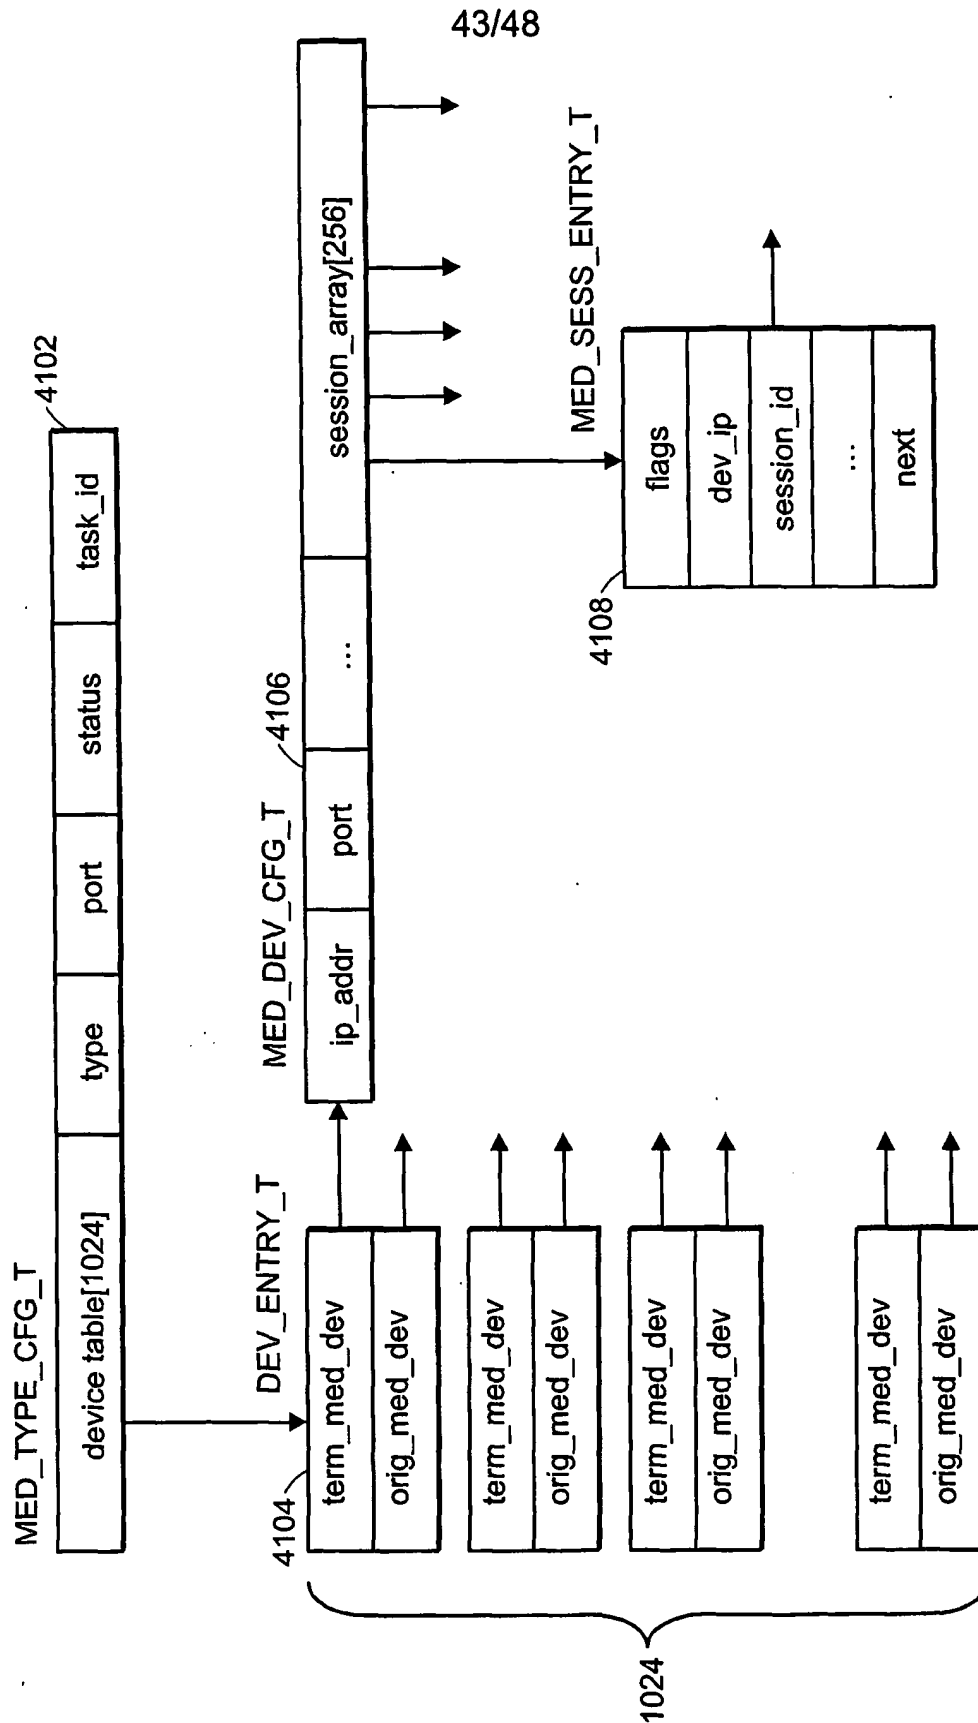 43/48
MED_TYPE_CFG_T
device table[1024]
type
port
status
task_id
4102
DEV_ENTRY_T
4104
term_med_dev
orig_med_dev
term_med_dev
orig_med_dev
term_med_dev
orig_med_dev
term_med_dev
orig_med_dev
1024
MED_DEV_CFG_T
4106
ip_addr
port
...
session_array[256]
MED_SESS_ENTRY_T
4108
flags
dev_ip
session_id
...
next